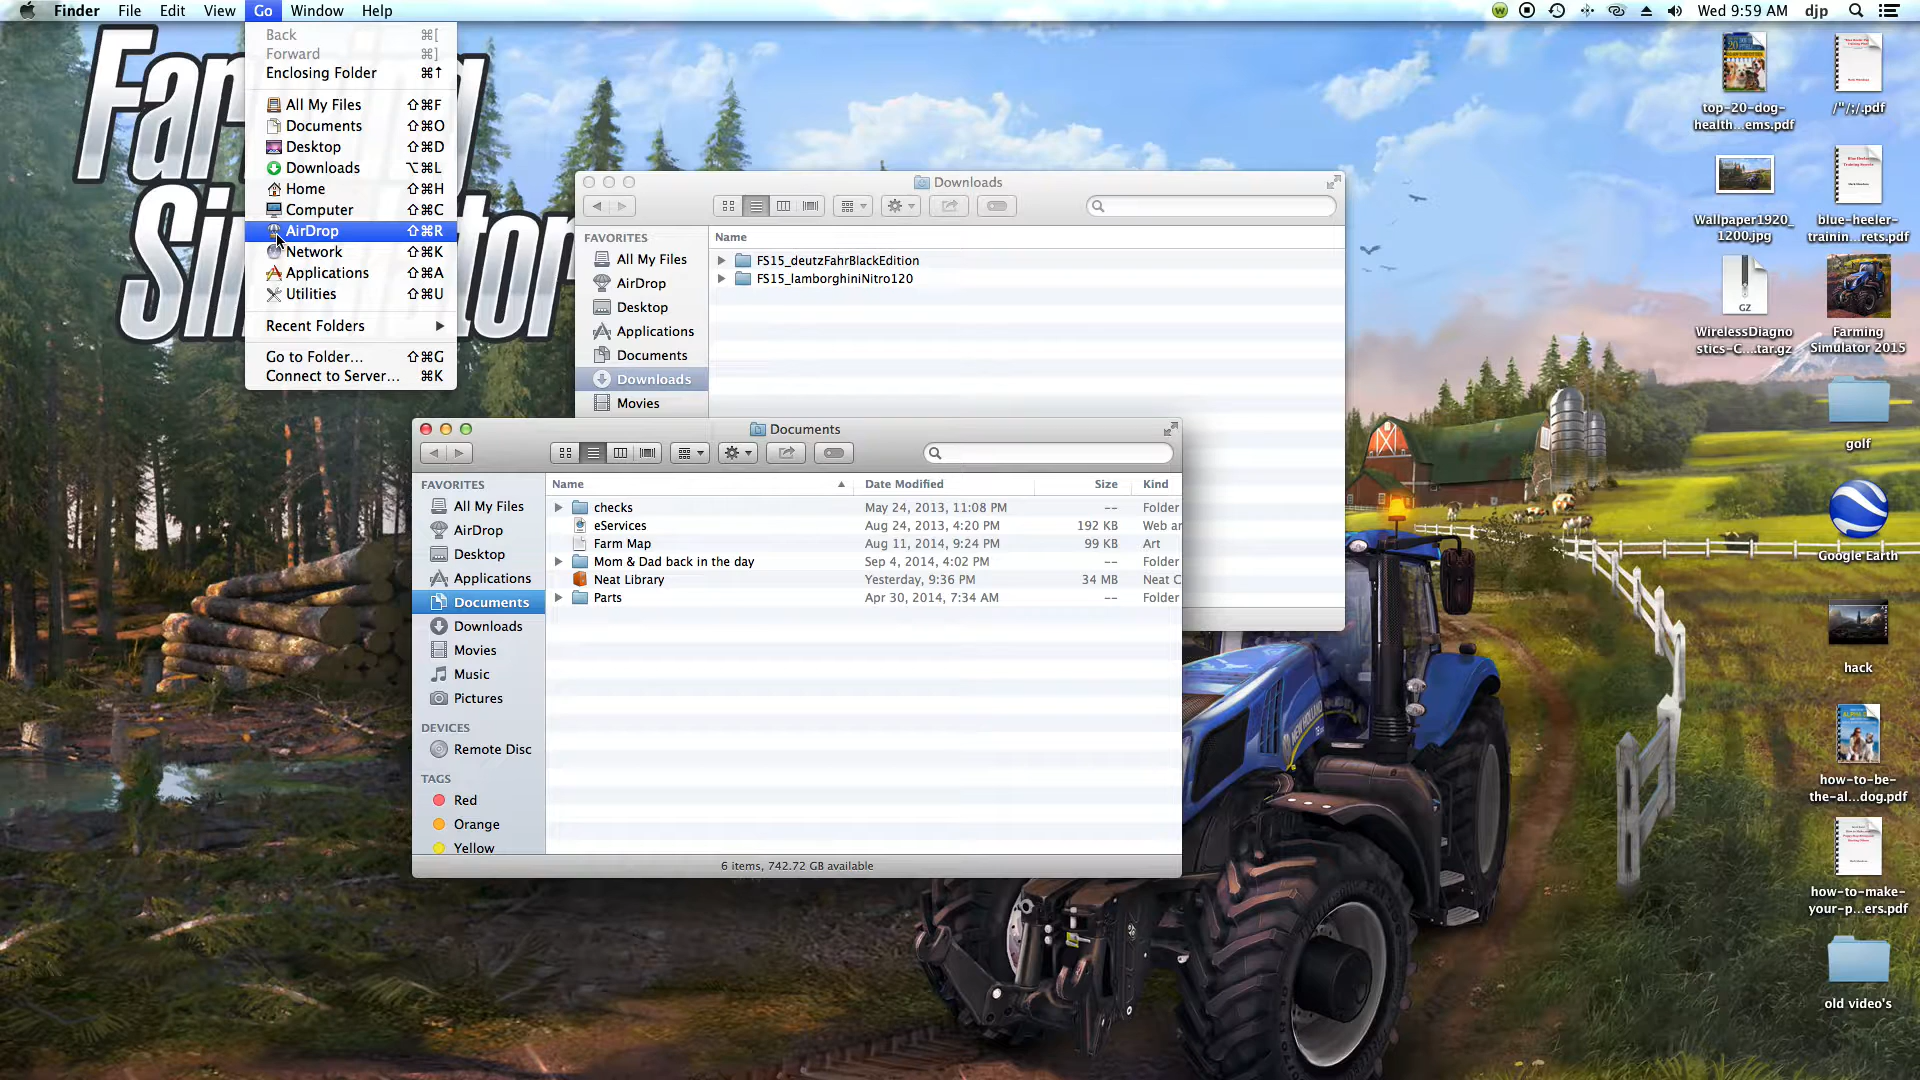 Finder File Edit View Go Window Help
Wed 9:59 AM djp
Back ⌘[
Forward ⌘]
Enclosing Folder ⌘↑
All My Files ⇧⌘F
Documents ⇧⌘O
Desktop ⇧⌘D
Downloads ⌥⌘L
Home ⇧⌘H
Computer ⇧⌘C
AirDrop ⇧⌘R
Network ⇧⌘K
Applications ⇧⌘A
Utilities ⇧⌘U
Recent Folders ▶
Go to Folder... ⇧⌘G
Connect to Server... ⌘K
Farming
Simulator
Downloads
FAVORITES
All My Files
AirDrop
Desktop
Applications
Documents
Downloads
Movies
Name
FS15_deutzFahrBlackEdition
FS15_lamborghiniNitro120
Documents
FAVORITES
All My Files
AirDrop
Desktop
Applications
Documents
Downloads
Movies
Music
Pictures
DEVICES
Remote Disc
TAGS
Red
Orange
Yellow
Name Date Modified Size Kind
checks May 24, 2013, 11:08 PM -- Folder
eServices Aug 24, 2013, 4:20 PM 192 KB Web ar
Farm Map Aug 11, 2014, 9:24 PM 99 KB Art
Mom & Dad back in the day Sep 4, 2014, 4:02 PM -- Folder
Neat Library Yesterday, 9:36 PM 34 MB Neat C
Parts Apr 30, 2014, 7:34 AM -- Folder
6 items, 742.72 GB available
top-20-dog-
health...ems.pdf
/"/;/.pdf
Wallpaper1920_
1200.jpg
blue-heeler-
trainin...rets.pdf
GZ
WirelessDiagno
stics-C....tar.gz
Farming
Simulator 2015
golf
Google Earth
hack
how-to-be-
the-al...dog.pdf
how-to-make-
your-p...ers.pdf
old video's
NEW HOLLAND